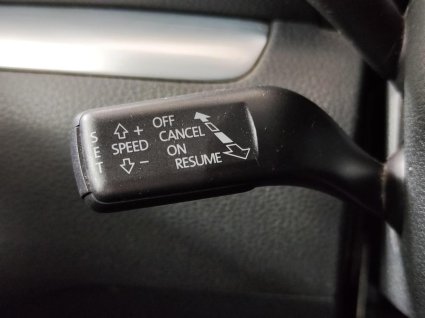 SET
+
SPEED
-
OFF
CANCEL
ON
RESUME